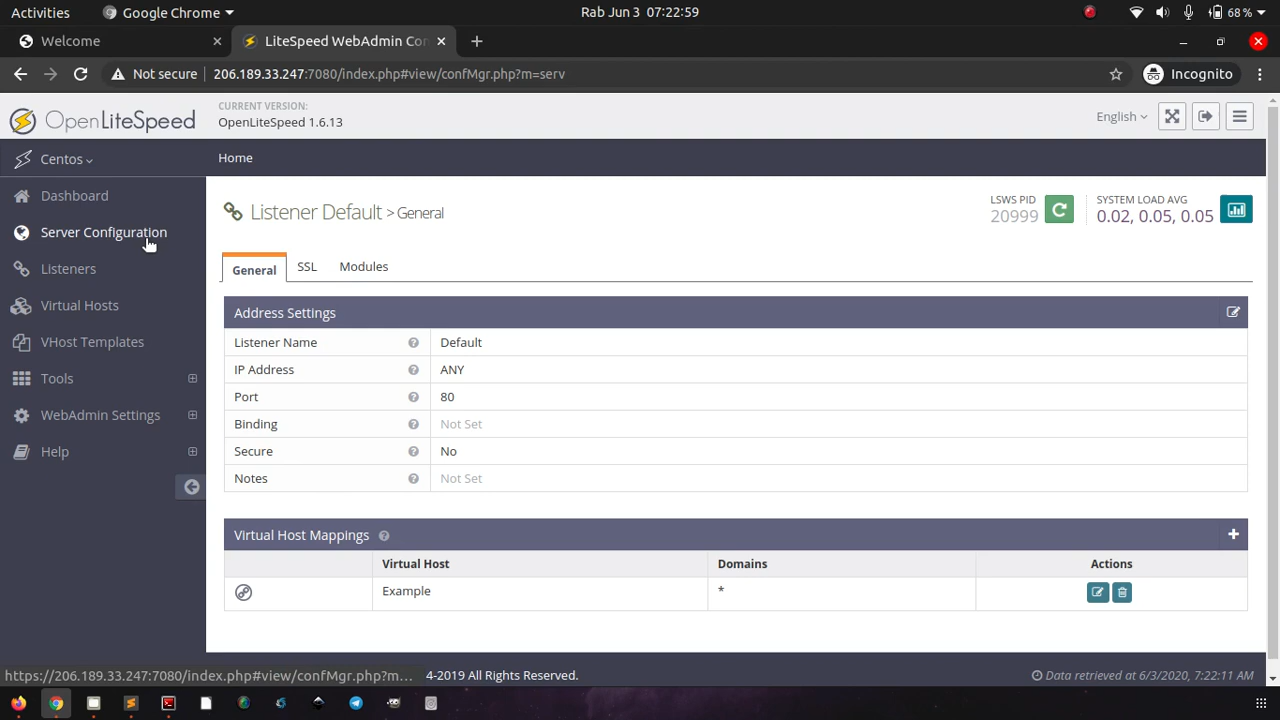 Activities
Google Chrome
Rab Jun 3 07:22:59
68 %
Welcome
LiteSpeed WebAdmin Con
Not secure
206.189.33.247:7080/index.php#view/confMgr.php?m=serv
Incognito
OpenLiteSpeed
CURRENT VERSION:
OpenLiteSpeed 1.6.13
English
Centos
Home
Dashboard
Server Configuration
Listeners
Virtual Hosts
VHost Templates
Tools
WebAdmin Settings
Help
Listener Default > General
LSWS PID
20999
SYSTEM LOAD AVG
0.02, 0.05, 0.05
General
SSL
Modules
Address Settings
Listener Name
Default
IP Address
ANY
Port
80
Binding
Not Set
Secure
No
Notes
Not Set
Virtual Host Mappings
Virtual Host
Domains
Actions
Example
*
https://206.189.33.247:7080/index.php#view/confMgr.php?m...
4-2019 All Rights Reserved.
Data retrieved at 6/3/2020, 7:22:11 AM